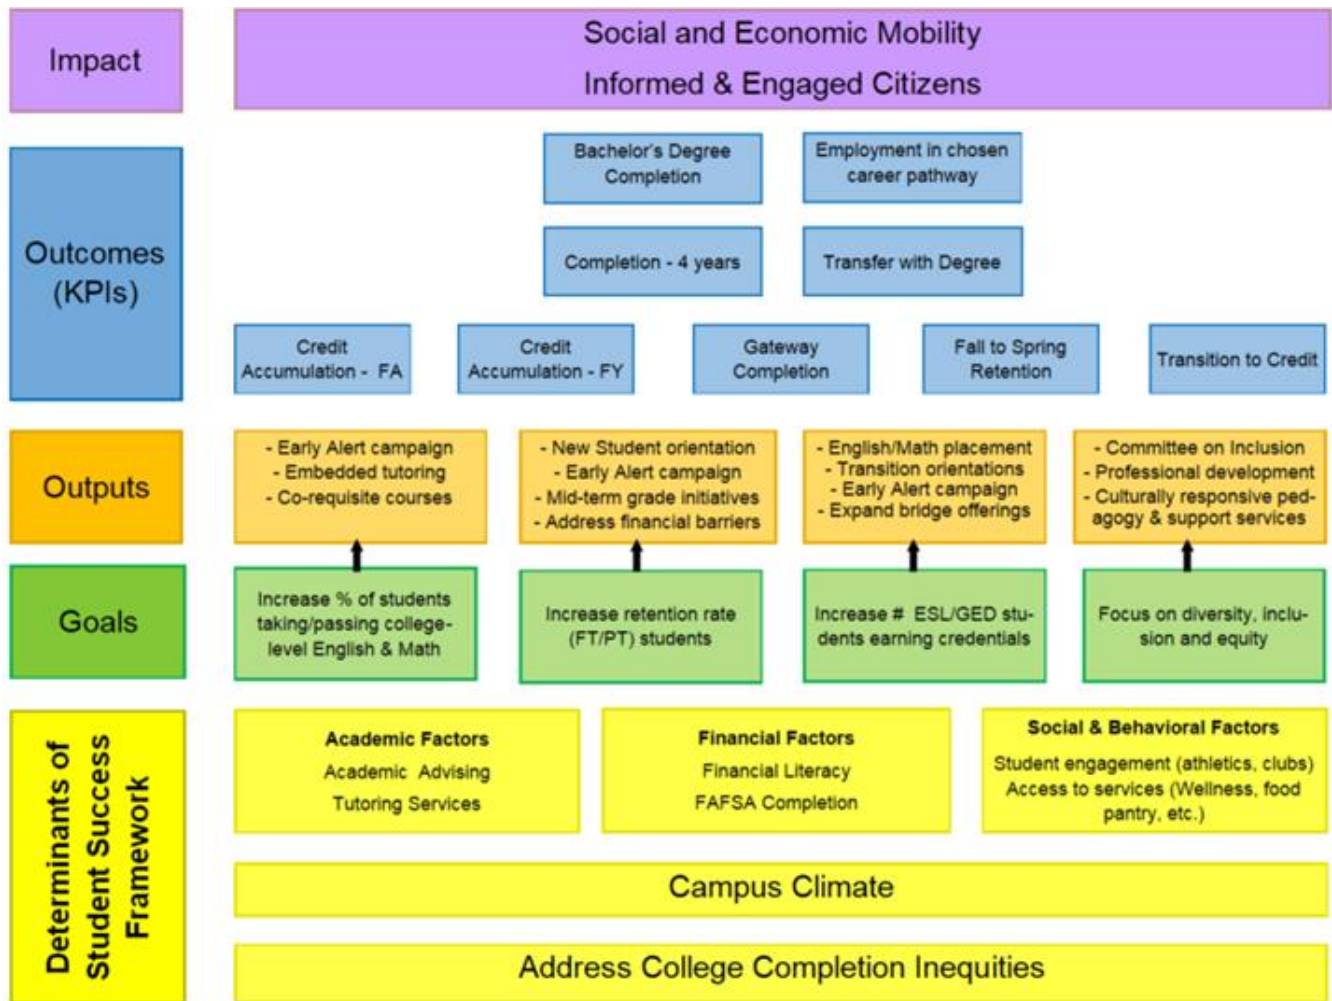 Impact
Social and Economic Mobility
Informed & Engaged Citizens
Outcomes
(KPIs)
Bachelor's Degree
Completion
Employment in chosen
career pathway
Completion - 4 years
Transfer with Degree
Credit
Accumulation - FA
Credit
Accumulation - FY
Gateway
Completion
Fall to Spring
Retention
Transition to Credit
Outputs
- Early Alert campaign
- Embedded tutoring
- Co-requisite courses
- New Student orientation
- Early Alert campaign
- Mid-term grade initiatives
- Address financial barriers
- English/Math placement
- Transition orientations
- Early Alert campaign
- Expand bridge offerings
- Committee on Inclusion
- Professional development
- Culturally responsive ped-
agogy & support services
Goals
Increase % of students
taking/passing college-
level English & Math
Increase retention rate
(FT/PT) students
Increase # ESL/GED stu-
dents earning credentials
Focus on diversity, inclu-
sion and equity
Determinants of
Student Success
Framework
Academic Factors
Academic Advising
Tutoring Services
Financial Factors
Financial Literacy
FAFSA Completion
Social & Behavioral Factors
Student engagement (athletics, clubs)
Access to services (Wellness, food
pantry, etc.)
Campus Climate
Address College Completion Inequities